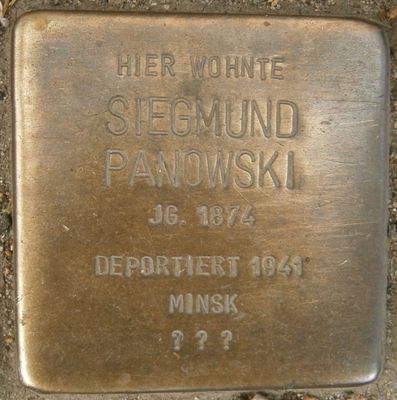 HIER WOHNTE
SIEGMUND
PANOWSKI
JG. 1874
DEPORTIERT 1941
MINSK
? ? ?